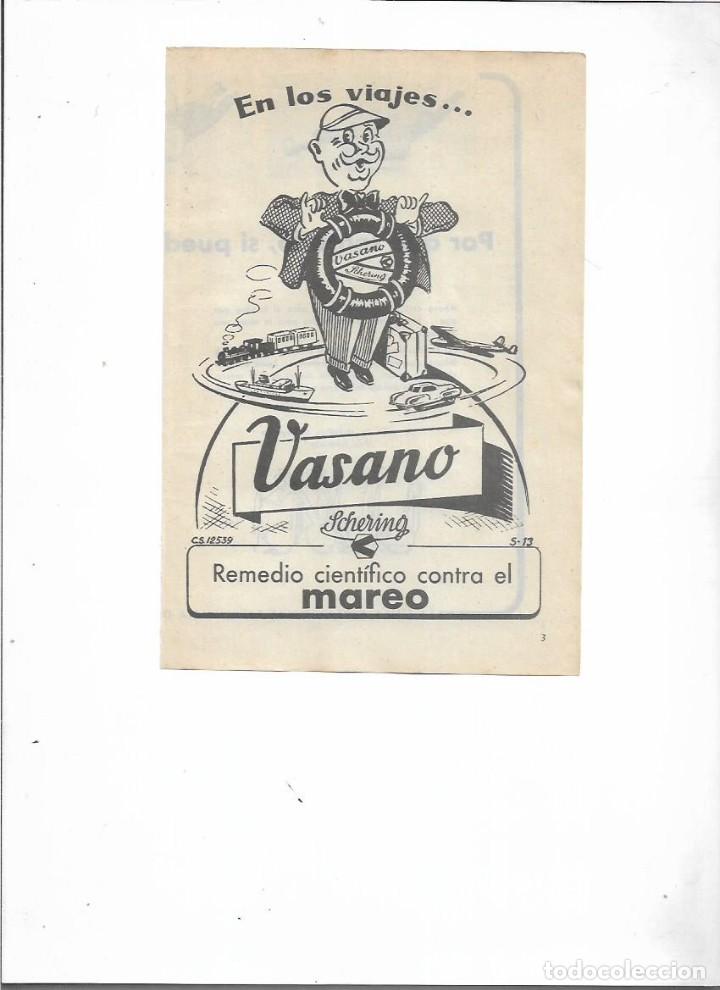 En los viajes...
Vasano
Schering
Vasano
Schering
C.S. 12539
S-13
Remedio científico contra el
mareo
3
todocoleccion